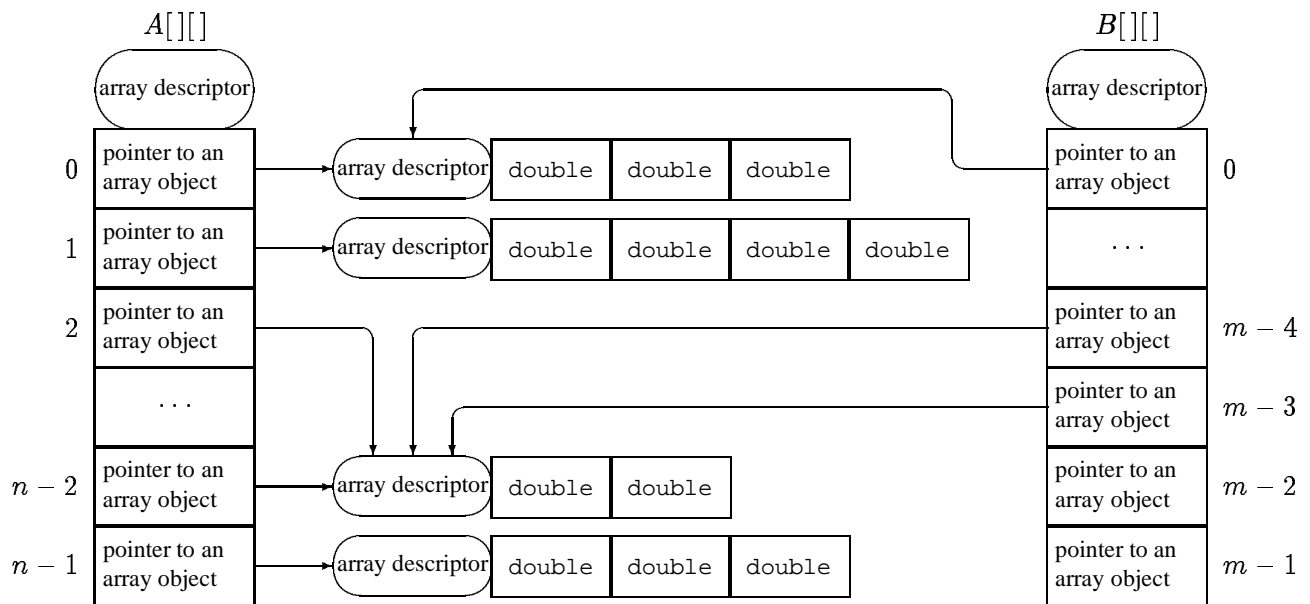 A[ ][ ]
B[ ][ ]
array descriptor
array descriptor
0
pointer to an
array object
array descriptor
double
double
double
pointer to an
array object
0
1
pointer to an
array object
array descriptor
double
double
double
double
. . .
2
pointer to an
array object
pointer to an
array object
m − 4
. . .
pointer to an
array object
m − 3
n − 2
pointer to an
array object
array descriptor
double
double
pointer to an
array object
m − 2
n − 1
pointer to an
array object
array descriptor
double
double
double
pointer to an
array object
m − 1